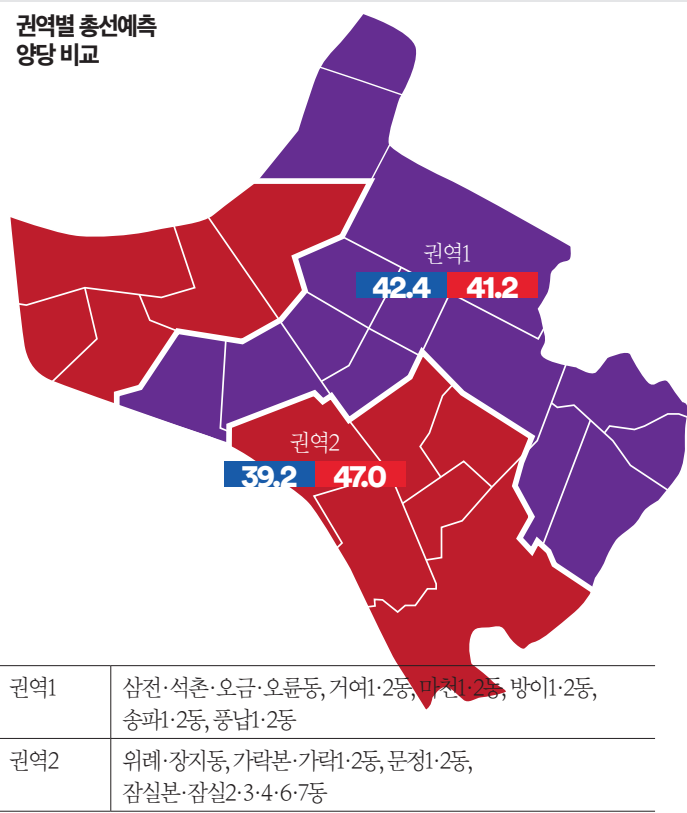 권역별 총선예측
양당 비교
권역1
42.4 41.2
권역2
39.2 47.0
권역1 삼전·석촌·오금·오륜동, 거여1·2동, 마천1·2동, 방이1·2동,
송파1·2동, 풍납1·2동
권역2 위례·장지동, 가락본·가락1·2동, 문정1·2동,
잠실본·잠실2·3·4·6·7동